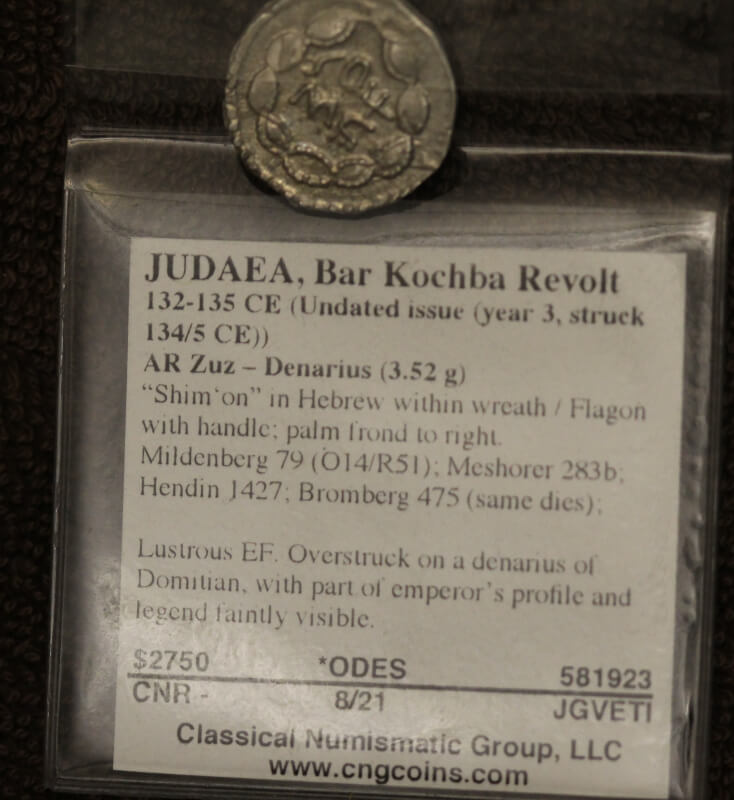 JUDAEA, Bar Kochba Revolt
132-135 CE (Undated issue (year 3, struck
134/5 CE))
AR Zuz – Denarius (3.52 g)
“Shim‘on” in Hebrew within wreath / Flagon
with handle; palm frond to right.
Mildenberg 79 (O14/R51); Meshorer 283b;
Hendin 1427; Bromberg 475 (same dies);
Lustrous EF. Overstruck on a denarius of
Domitian, with part of emperor’s profile and
legend faintly visible.
$2750 *ODES 581923
CNR - 8/21 JGVETI
Classical Numismatic Group, LLC
www.cngcoins.com